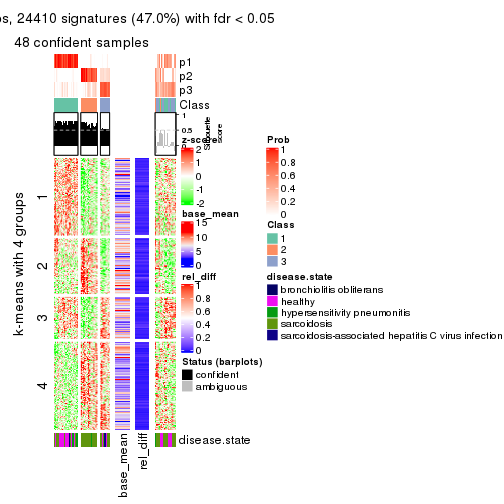 s, 24410 signatures (47.0%) with fdr < 0.05
48 confident samples
p1
p2
p3
Class
1
0.5
0
Silhouette
score
z-score
2
1
0
-1
-2
base_mean
15
10
5
0
rel_diff
1
0.8
0.6
0.4
0.2
0
Status (barplots)
confident
ambiguous
Prob
1
0.8
0.6
0.4
0.2
0
Class
1
2
3
disease.state
bronchiolitis obliterans
healthy
hypersensitivity pneumonitis
sarcoidosis
sarcoidosis-associated hepatitis C virus infection
k-means with 4 groups
1
2
3
4
disease.state
base_mean
rel_diff